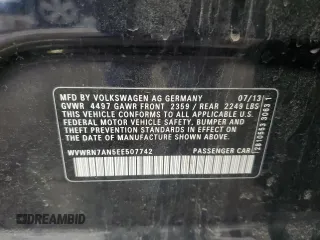 MFD. BY VOLKSWAGEN AG GERMANY 07/13
GVWR 4497 GAWR FRONT 2359 / REAR 2249 LBS
THIS VEHICLE CONFORMS TO ALL APPLICABLE
FEDERAL MOTOR VEHICLE SAFETY, BUMPER AND
THEFT PREVENTION STANDARDS IN EFFECT ON THE
DATE OF MANUFACTURE SHOWN ABOVE
WVWRN7AN5EE507742 PASSENGER CAR
DREAMBID